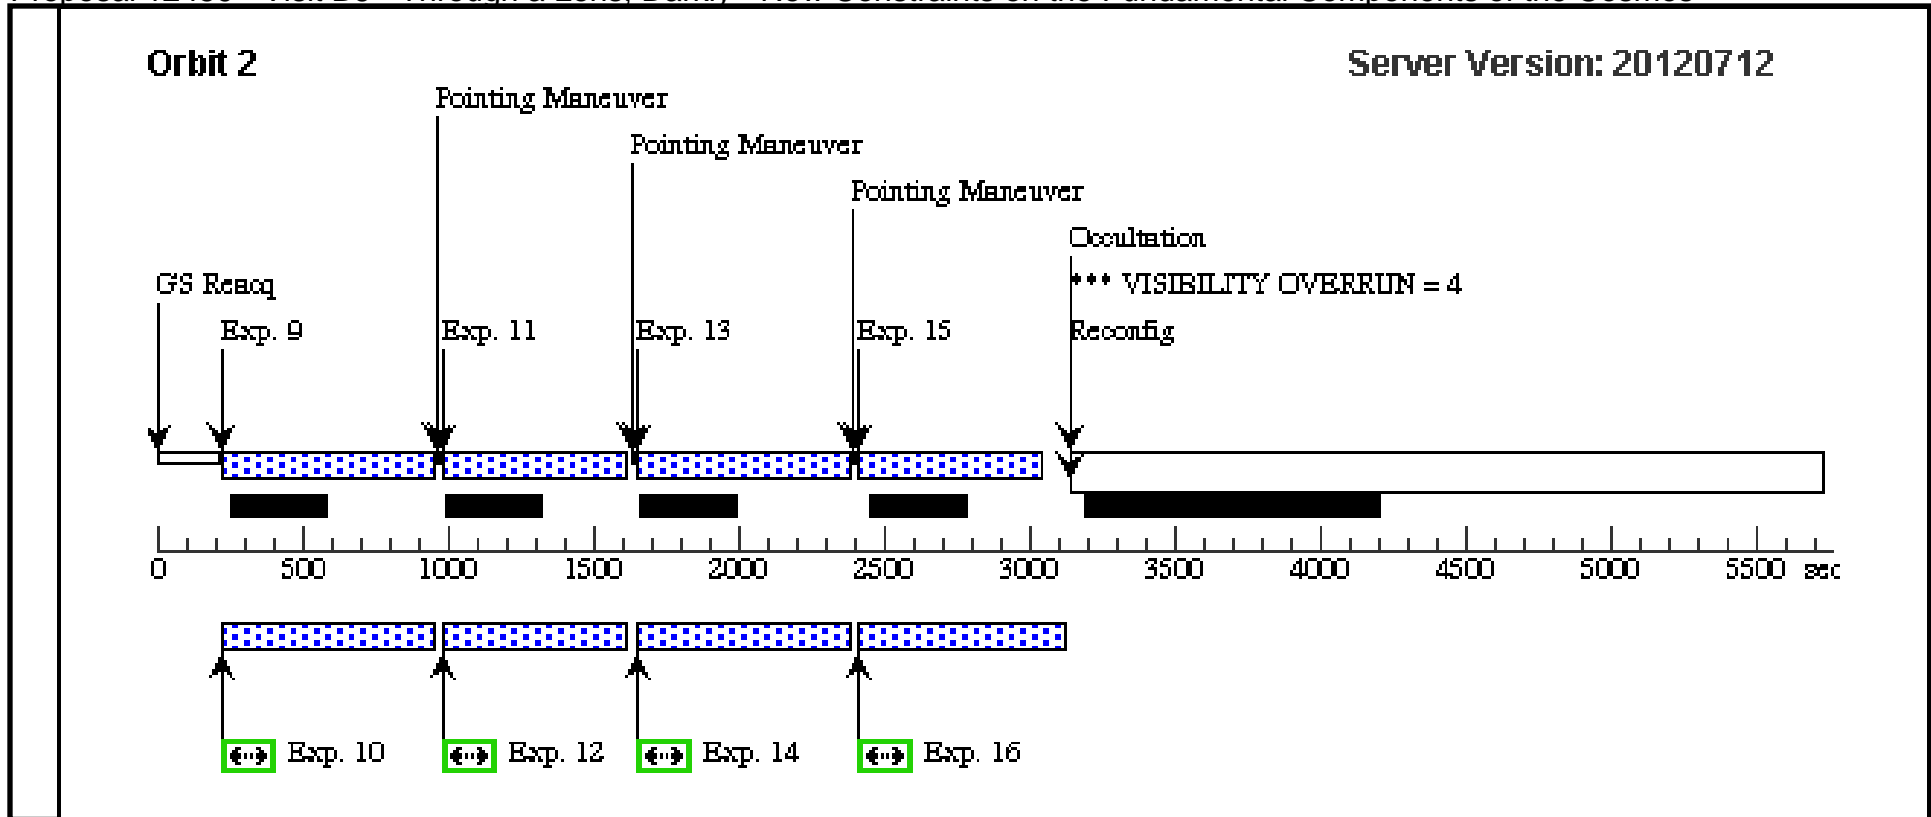 Orbit 2
Server Version: 20120712
Pointing Maneuver
Pointing Maneuver
Pointing Maneuver
Occultation
GS Reacq
*** VISIBILITY OVERRUN = 4
Exp. 9
Exp. 11
Exp. 13
Exp. 15
Reconfig
0
500
1000
1500
2000
2500
3000
3500
4000
4500
5000
5500
sec
Exp. 10
Exp. 12
Exp. 14
Exp. 16